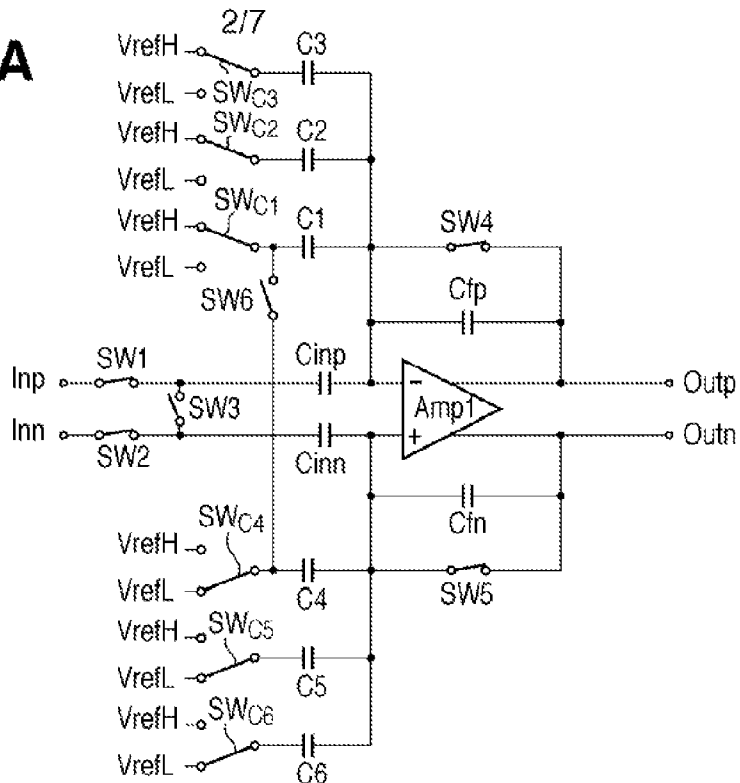 2/7
A
VrefH
C3
VrefL
SWC3
VrefH
SWC2
C2
VrefL
VrefH
SWC1
C1
VrefL
SW4
SW6
Cfp
Cinp
Inp
SW1
SW3
Amp1
-
+
Outp
Inn
SW2
Cinn
Outn
SWC4
Cfn
VrefH
VrefL
C4
SW5
VrefH
SWC5
VrefL
C5
VrefH
SWC6
VrefL
C6